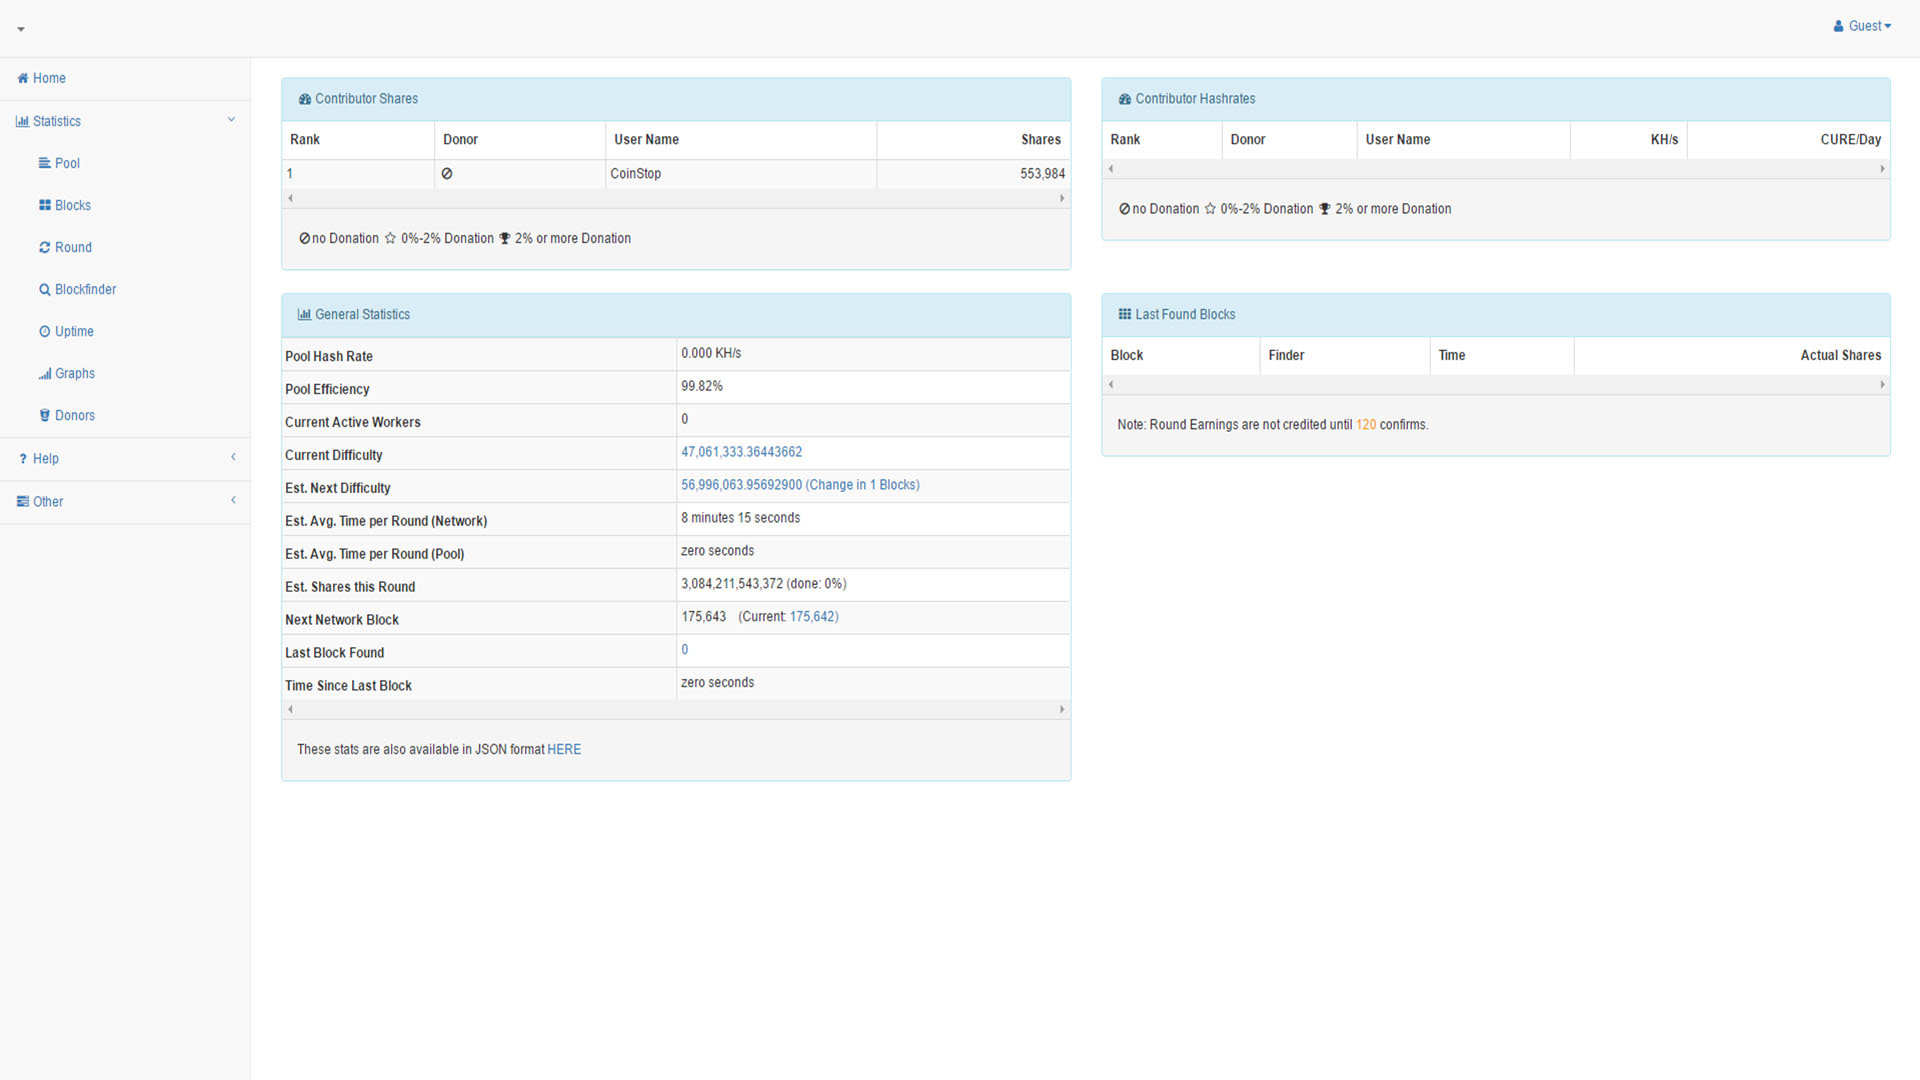 Guest
Home
Statistics
Pool
Blocks
Round
Blockfinder
Uptime
Graphs
Donors
? Help
Other
Contributor Shares
Rank Donor User Name Shares
1 CoinStop 553,984
no Donation 0%-2% Donation 2% or more Donation
Contributor Hashrates
Rank Donor User Name KH/s CURE/Day
no Donation 0%-2% Donation 2% or more Donation
General Statistics
Pool Hash Rate 0.000 KH/s
Pool Efficiency 99.82%
Current Active Workers 0
Current Difficulty 47,061,333.36443662
Est. Next Difficulty 56,996,063.95692900 (Change in 1 Blocks)
Est. Avg. Time per Round (Network) 8 minutes 15 seconds
Est. Avg. Time per Round (Pool) zero seconds
Est. Shares this Round 3,084,211,543,372 (done: 0%)
Next Network Block 175,643 (Current: 175,642)
Last Block Found 0
Time Since Last Block zero seconds
These stats are also available in JSON format HERE
Last Found Blocks
Block Finder Time Actual Shares
Note: Round Earnings are not credited until 120 confirms.